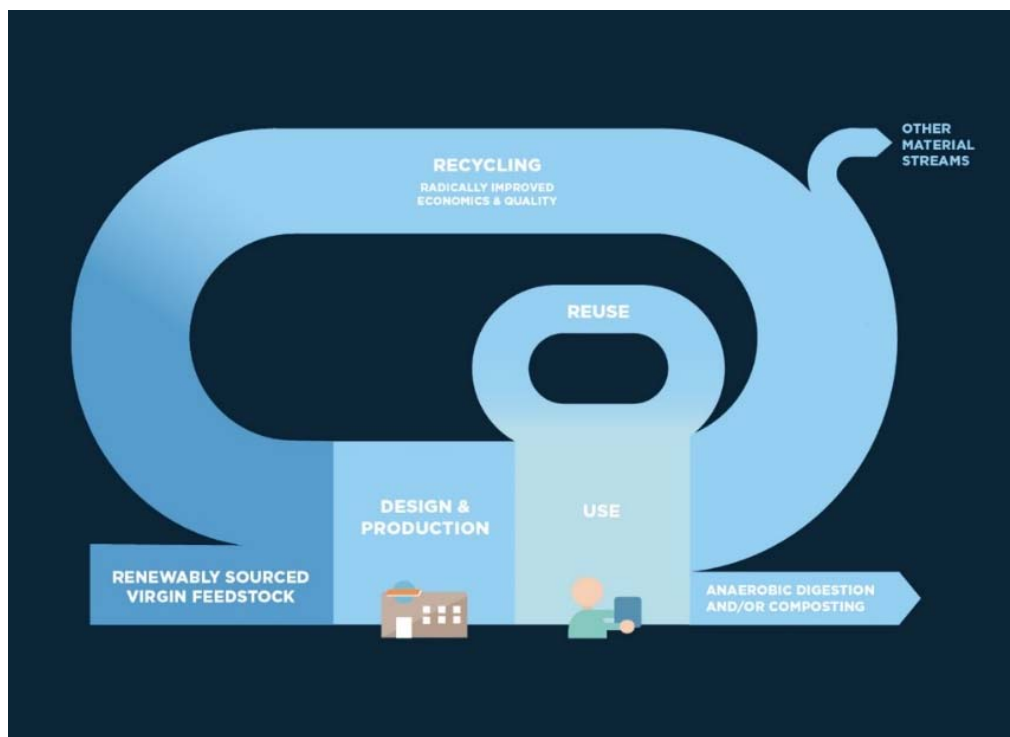 OTHER
MATERIAL
STREAMS
RECYCLING
RADICALLY IMPROVED
ECONOMICS & QUALITY
REUSE
DESIGN &
PRODUCTION
USE
RENEWABLY SOURCED
VIRGIN FEEDSTOCK
ANAEROBIC DIGESTION
AND/OR COMPOSTING